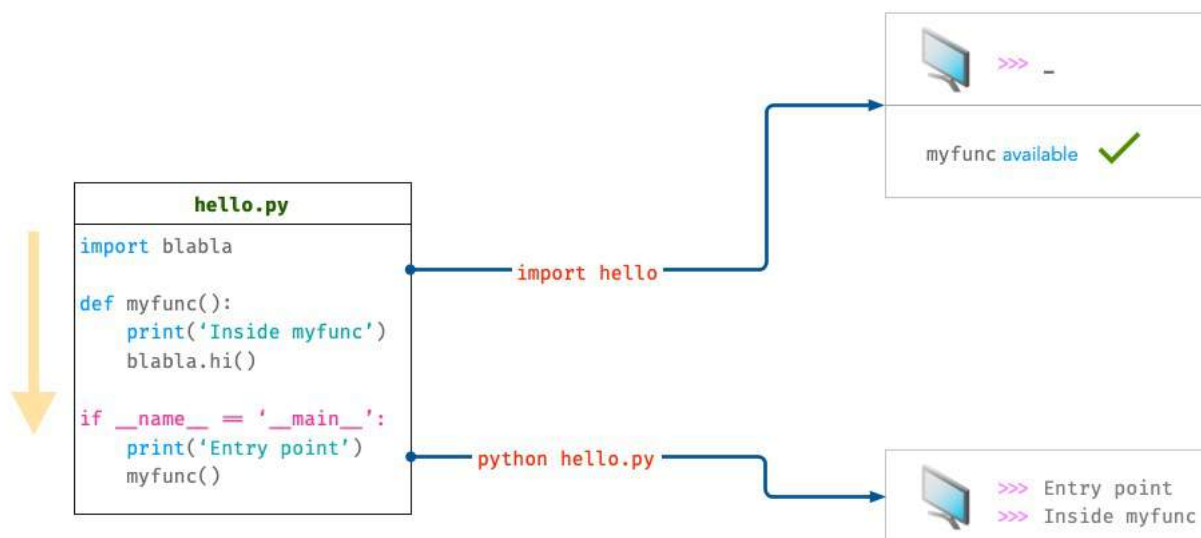 hello.py
import blabla
def myfunc():
    print(‘Inside myfunc’)
    blabla.hi()
if __name__ == ‘__main__’:
    print(‘Entry point’)
    myfunc()
import hello
python hello.py
>>> _
myfunc available
>>> Entry point
>>> Inside myfunc